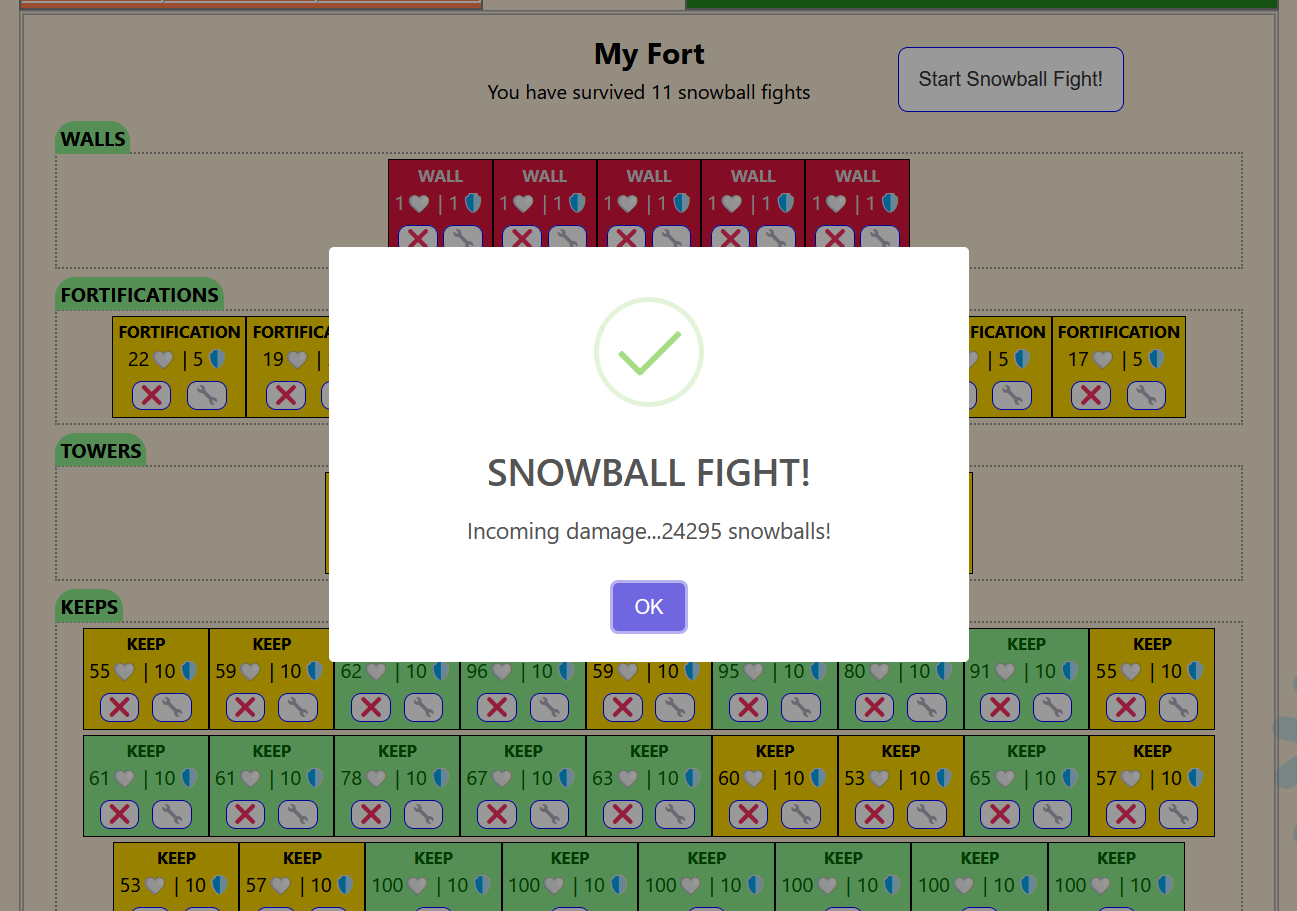 My Fort
You have survived 11 snowball fights
Start Snowball Fight!
WALLS
WALL WALL WALL WALL WALL
1 | 1 1 | 1 1 | 1 1 | 1 1 | 1
FORTIFICATIONS
FORTIFICATION FORTIFICA FICATION FORTIFICATION
22 | 5 19 | | 5 17 | 5
TOWERS
SNOWBALL FIGHT!
Incoming damage...24295 snowballs!
OK
KEEPS
KEEP KEEP KEEP KEEP
55 | 10 59 | 10 62 | 10 96 | 10 59 | 10 95 | 10 80 | 10 91 | 10 55 | 10
KEEP KEEP KEEP KEEP KEEP KEEP KEEP KEEP KEEP
61 | 10 61 | 10 78 | 10 67 | 10 63 | 10 60 | 10 53 | 10 65 | 10 57 | 10
KEEP KEEP KEEP KEEP KEEP KEEP KEEP KEEP
53 | 10 57 | 10 100 | 10 100 | 10 100 | 10 100 | 10 100 | 10 100 | 10